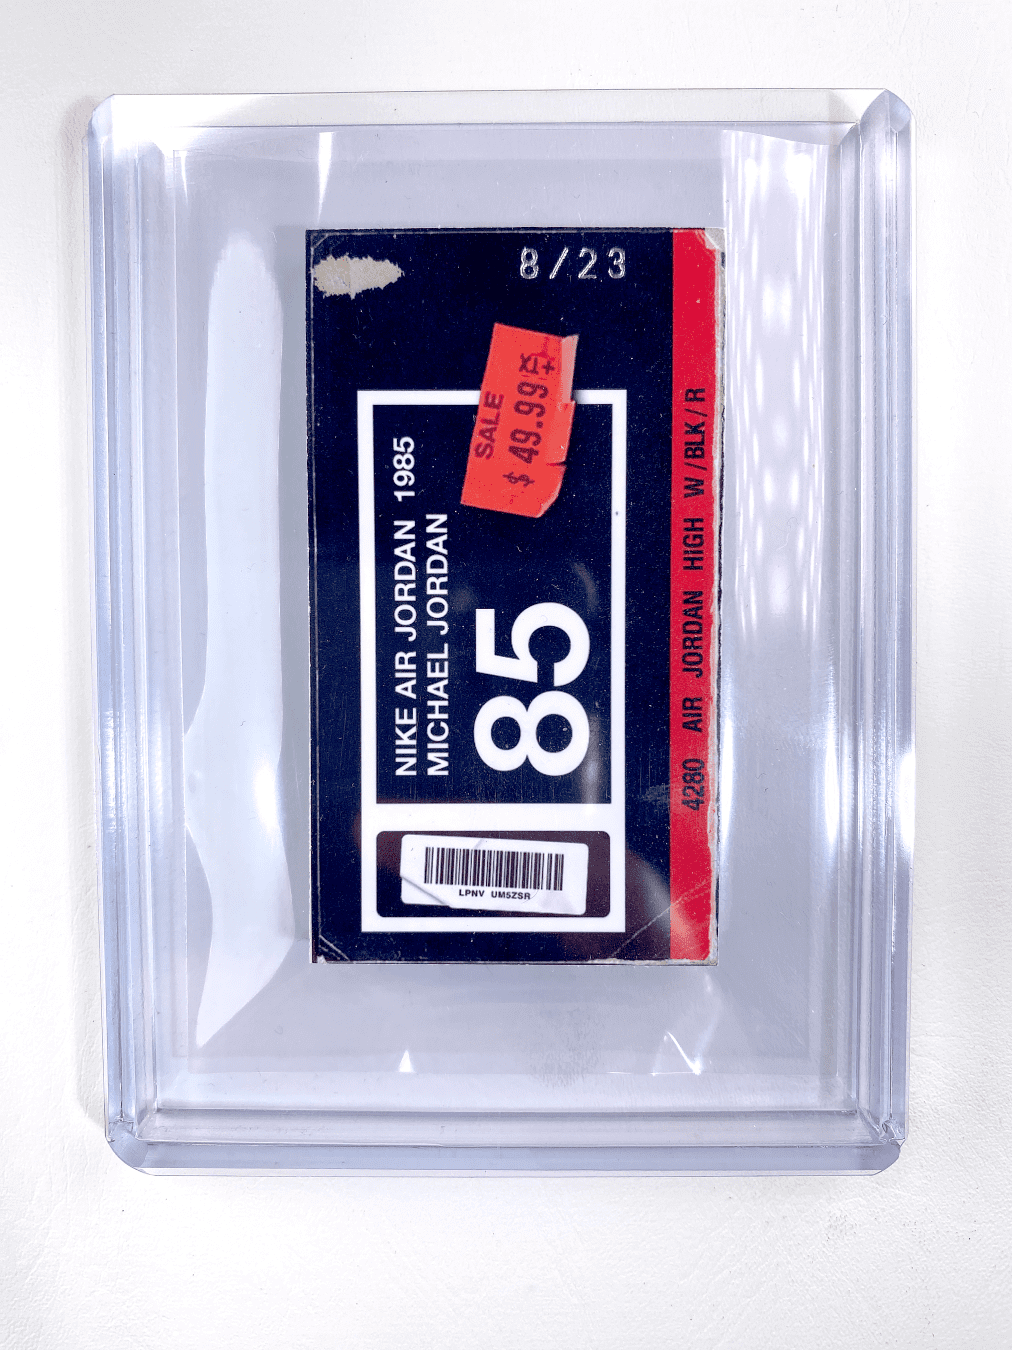 8/23
SALE
$ 49.99
NIKE AIR JORDAN 1985
MICHAEL JORDAN
85
LPNV UM5ZSR
4280 AIR JORDAN HIGH W/BLK/R